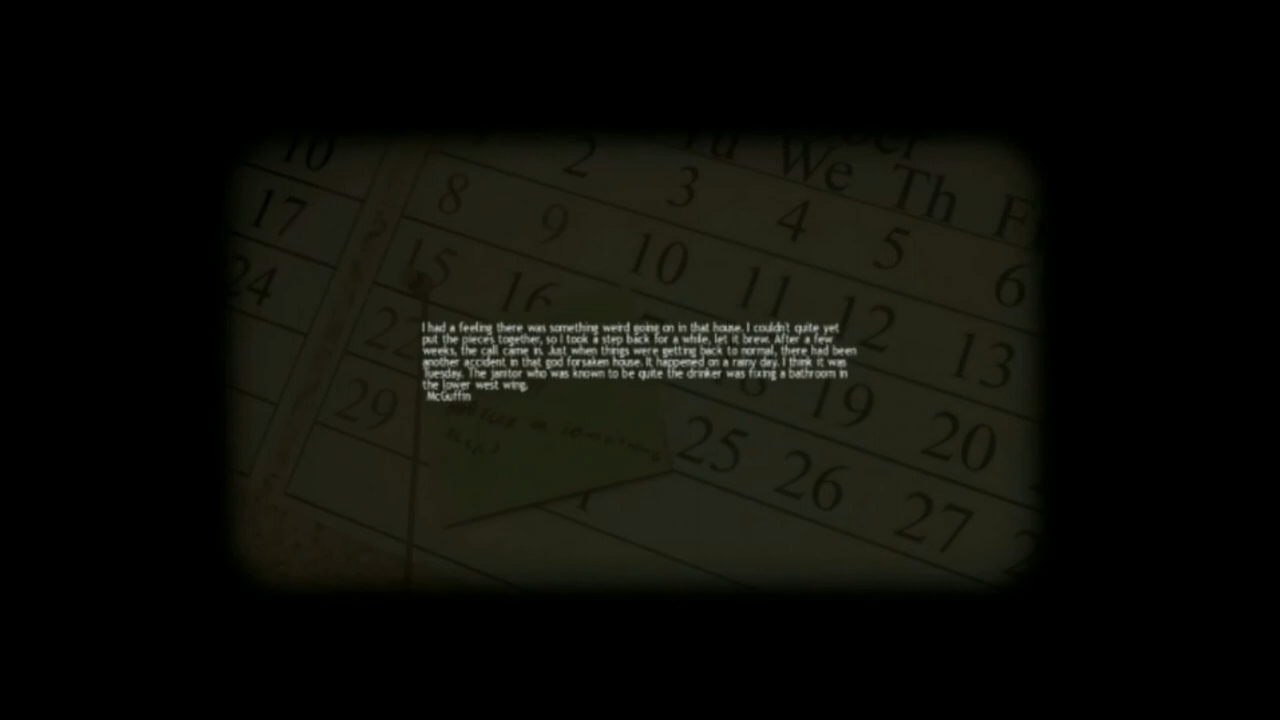 ber
Tu We Th F
10 2 3 4 5 6
17 8 9 10 11 12 13
24 15 16 18 19 20
22 25 26 27
29
I had a feeling there was something weird going on in that house. I couldn't quite yet
put the pieces together, so I took a step back for a while, let it brew. After a few
weeks, the call came in. Just when things were getting back to normal, there had been
another accident in that god forsaken house. It happened on a rainy day. I think it was
Tuesday. The janitor who was known to be quite the drinker was fixing a bathroom in
the lower west wing.
McGuffin